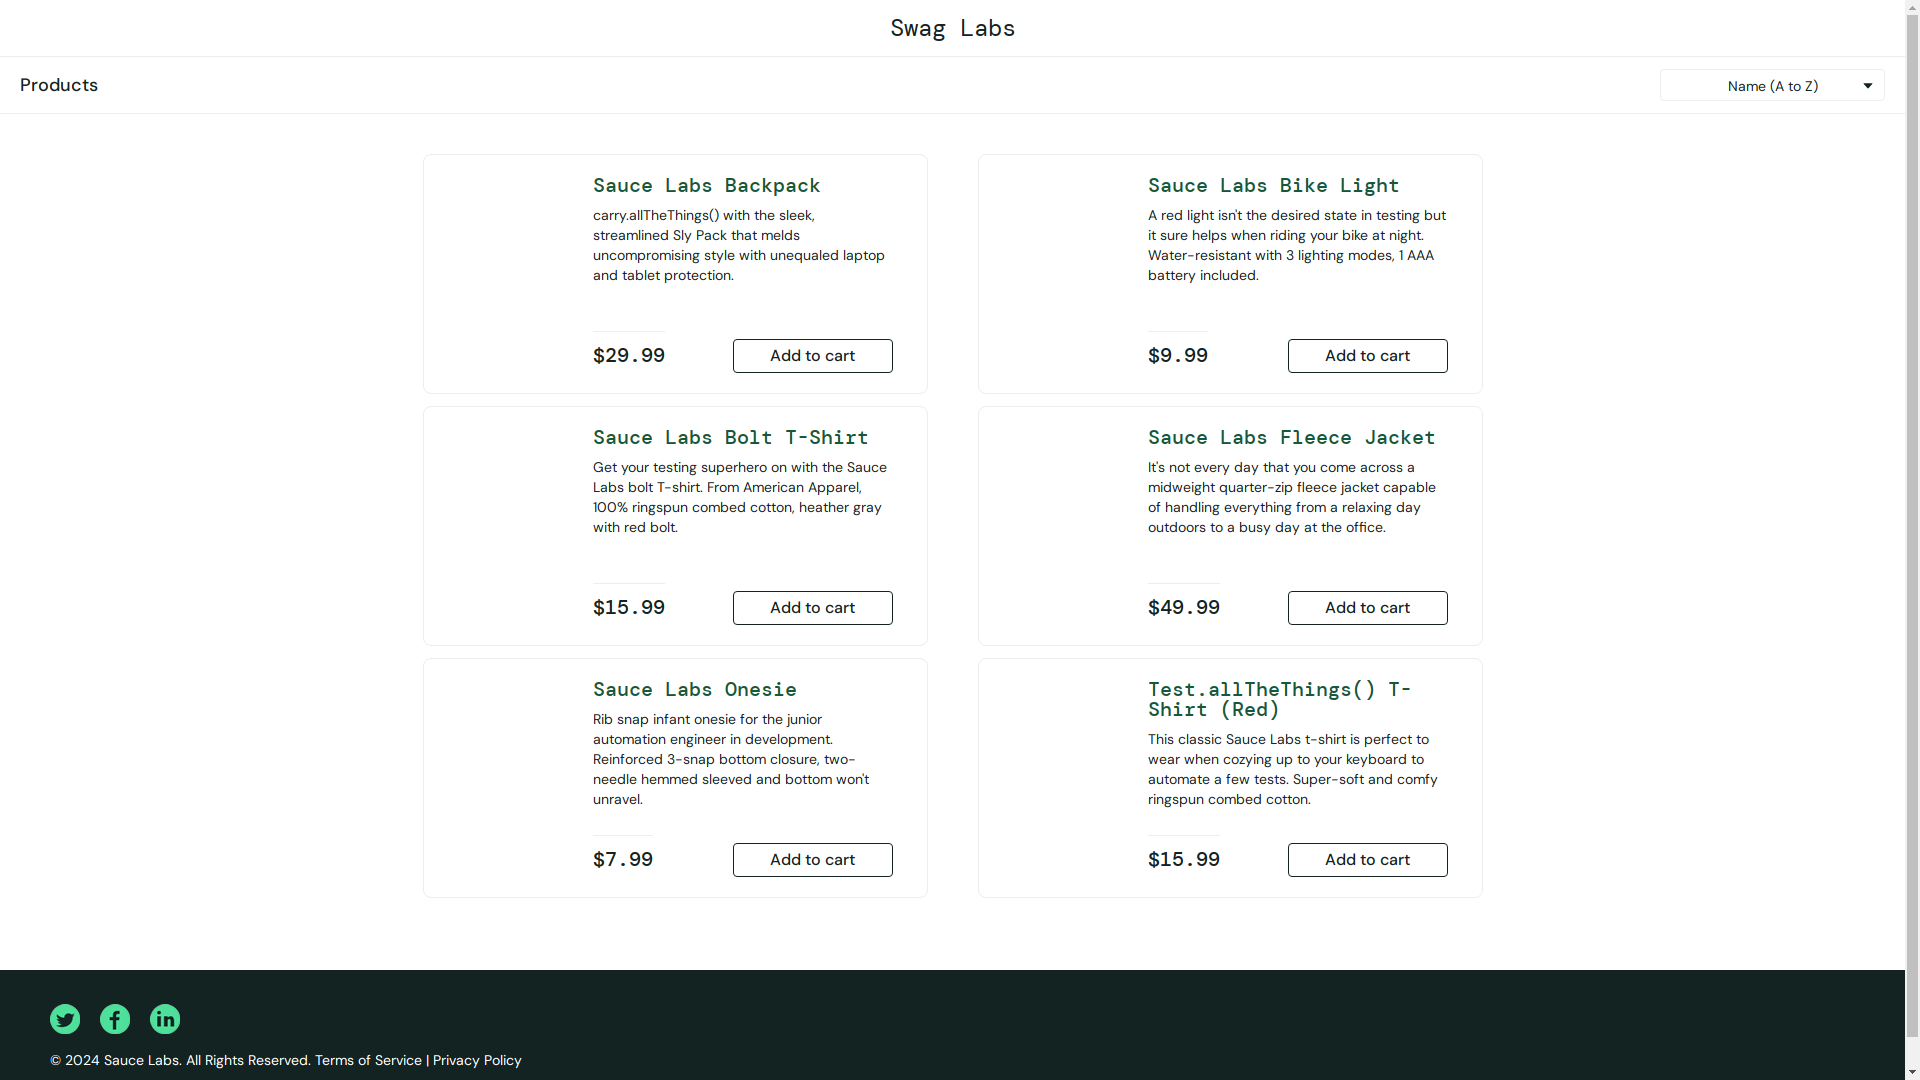 Swag Labs
Products
Name (A to Z)
Sauce Labs Backpack
carry.allTheThings() with the sleek,
streamlined Sly Pack that melds
uncompromising style with unequaled laptop
and tablet protection.
$29.99
Add to cart
Sauce Labs Bike Light
A red light isn't the desired state in testing but
it sure helps when riding your bike at night.
Water-resistant with 3 lighting modes, 1 AAA
battery included.
$9.99
Add to cart
Sauce Labs Bolt T-Shirt
Get your testing superhero on with the Sauce
Labs bolt T-shirt. From American Apparel,
100% ringspun combed cotton, heather gray
with red bolt.
$15.99
Add to cart
Sauce Labs Fleece Jacket
It's not every day that you come across a
midweight quarter-zip fleece jacket capable
of handling everything from a relaxing day
outdoors to a busy day at the office.
$49.99
Add to cart
Sauce Labs Onesie
Rib snap infant onesie for the junior
automation engineer in development.
Reinforced 3-snap bottom closure, two-
needle hemmed sleeved and bottom won't
unravel.
$7.99
Add to cart
Test.allTheThings() T-
Shirt (Red)
This classic Sauce Labs t-shirt is perfect to
wear when cozying up to your keyboard to
automate a few tests. Super-soft and comfy
ringspun combed cotton.
$15.99
Add to cart
© 2024 Sauce Labs. All Rights Reserved. Terms of Service | Privacy Policy